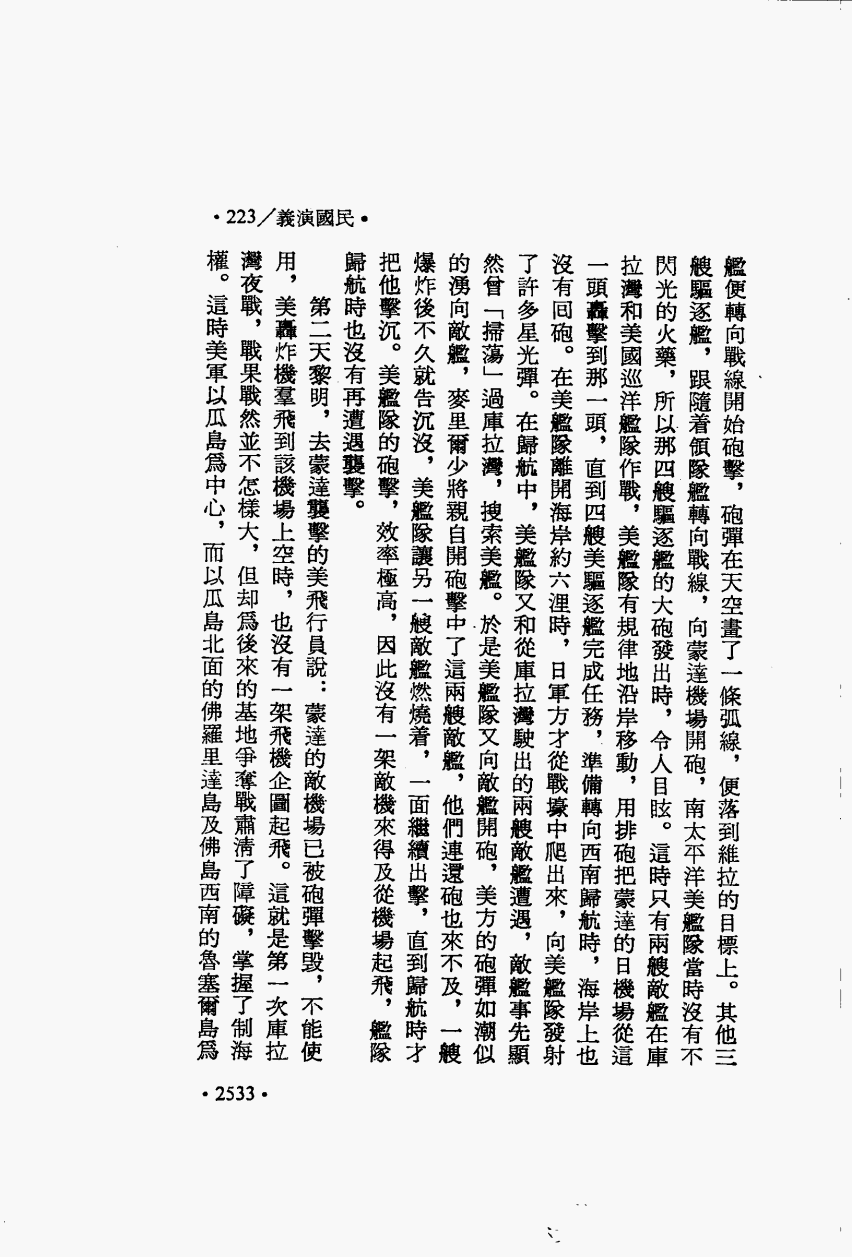 •民國演義／223•
艦便轉向戰線開始砲擊，砲彈在天空畫了一條弧線，便落到維拉的目標上。其他三
艘驅逐艦，跟隨着領隊艦轉向戰線，向蒙達機場開砲，南太平洋美艦隊當時沒有不
閃光的火藥，所以那四艘驅逐艦的大砲發出時，令人目眩。這時只有兩艘敵艦在庫
拉灣和美國巡洋艦隊作戰，美艦隊有規律地沿岸移動，用排砲把蒙達的日機場從這
一頭轟擊到那一頭，直到四艘美驅逐艦完成任務，準備轉向西南歸航時，海岸上也
沒有回砲。在美艦隊離開海岸約六浬時，日軍方才從戰壕中爬出來，向美艦隊發射
了許多星光彈。在歸航中，美艦隊又和從庫拉灣駛出的兩艘敵艦遭遇，敵艦事先顯
然曾「掃蕩」過庫拉灣，搜索美艦。於是美艦隊又向敵艦開砲，美方的砲彈如潮似
的湧向敵艦，麥里爾少將親自開砲擊中了這兩艘敵艦，他們連還砲也來不及，一艘
爆炸後不久就告沉沒，美艦隊讓另一艘敵艦燃燒着，一面繼續出擊，直到歸航時才
把他擊沉。美艦隊的砲擊，效率極高，因此沒有一架敵機來得及從機場起飛，艦隊
歸航時也沒有再遭遇襲擊。
第二天黎明，去蒙達襲擊的美飛行員說：蒙達的敵機場已被砲彈擊毀，不能使
用，美轟炸機羣飛到該機場上空時，也沒有一架飛機企圖起飛。這就是第一次庫拉
灣夜戰，戰果戰然並不怎樣大，但却爲後來的基地爭奪戰肅淸了障礙，掌握了制海
權。這時美軍以瓜島爲中心，而以瓜島北面的佛羅里達島及佛島西南的魯塞爾島爲
•2533•